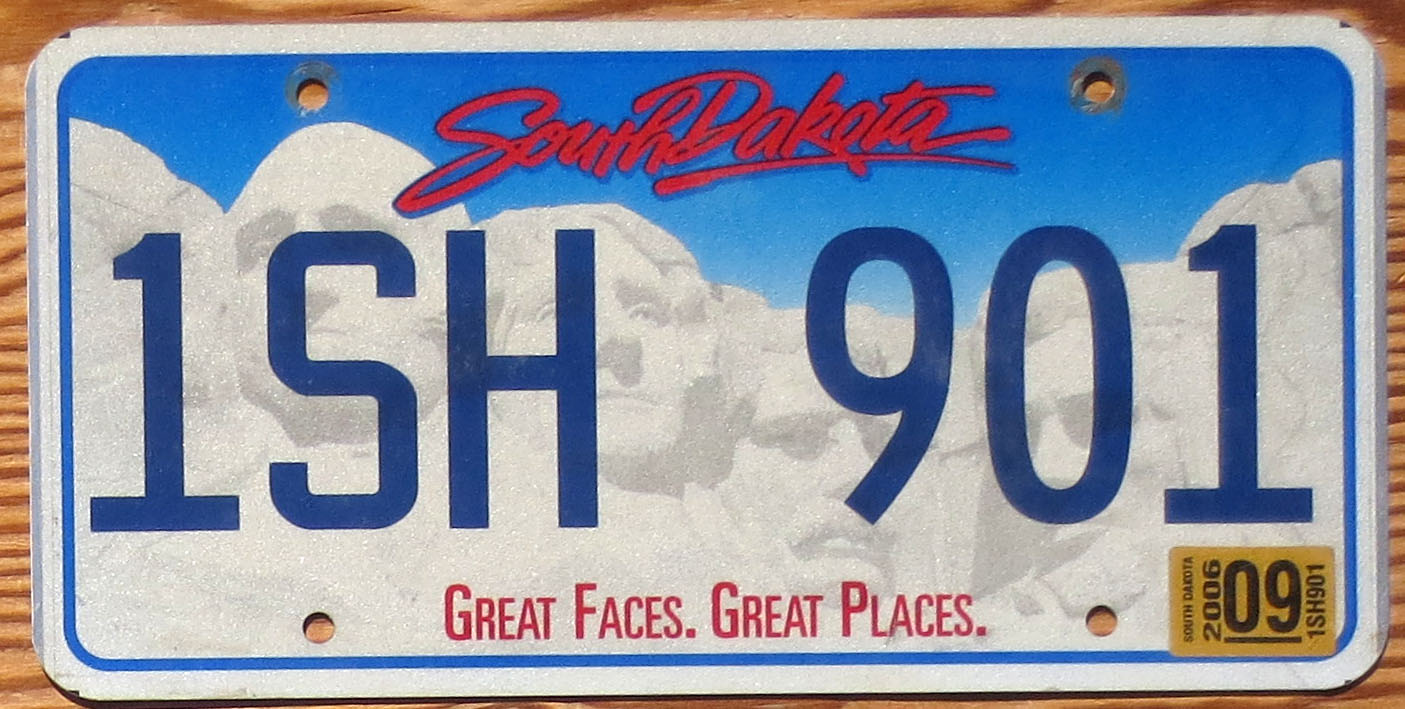 South Dakota
1SH 901
GREAT FACES. GREAT PLACES.
SOUTH DAKOTA
2006
09
1SH901